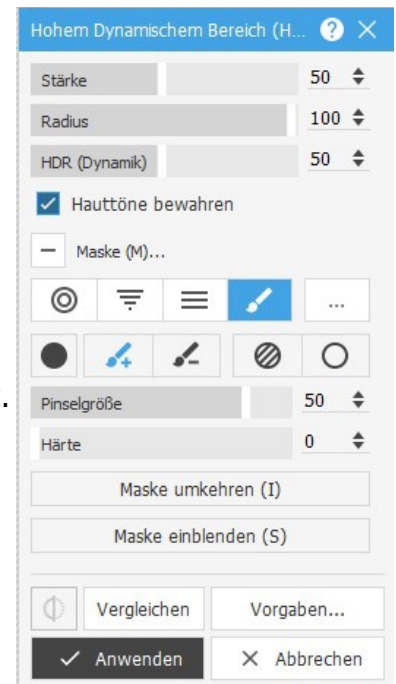 Hohem Dynamischem Bereich (H... ?
Stärke 50
Radius 100
HDR (Dynamik) 50
Hauttöne bewahren
Maske (M)...
...
Pinselgröße 50
Härte 0
Maske umkehren (I)
Maske einblenden (S)
Vergleichen Vorgaben...
Anwenden Abbrechen